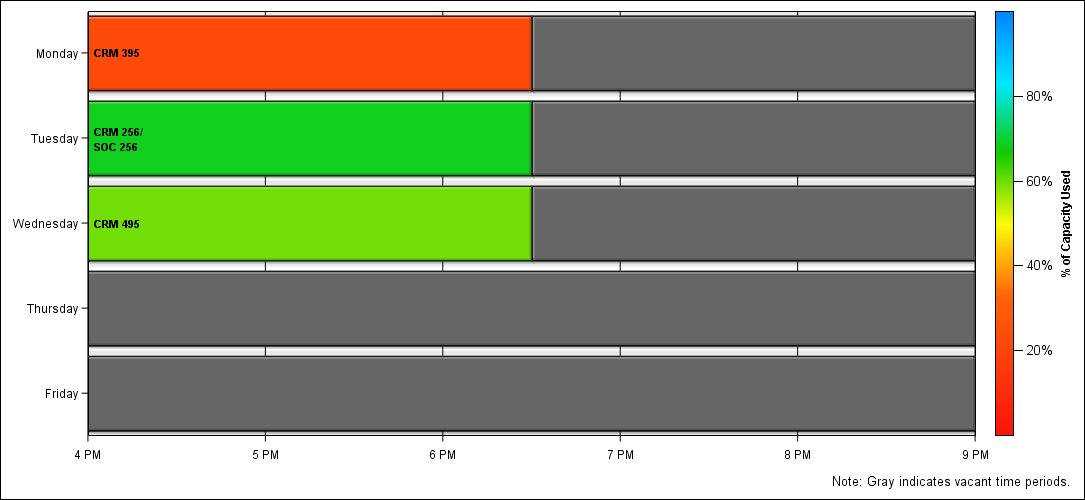 Monday
CRM 395
Tuesday
CRM 256/
SOC 256
Wednesday
CRM 495
Thursday
Friday
4 PM
5 PM
6 PM
7 PM
8 PM
9 PM
80%
60%
40%
20%
% of Capacity Used
Note: Gray indicates vacant time periods.